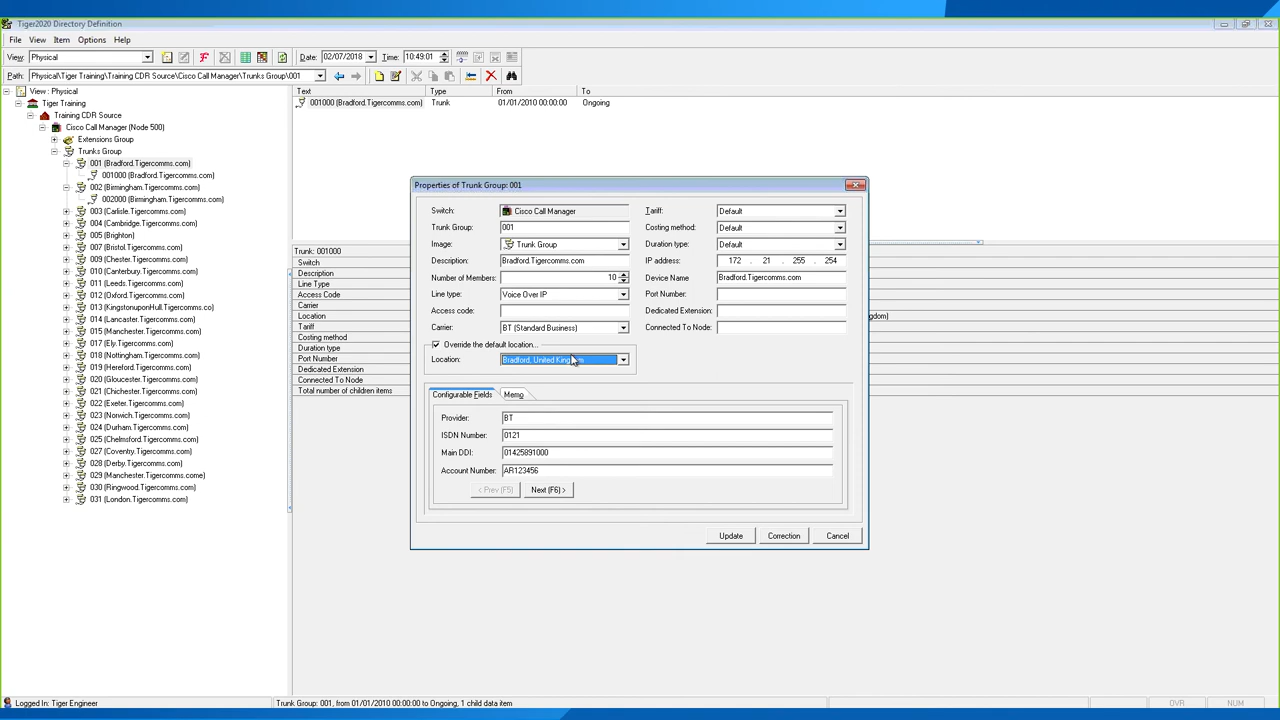 Tiger2020 Directory Definition
File View Item Options Help
View: Physical Date: 02/07/2018 Time: 10:49:01
Path: Physical\Tiger Training\Training CDR Source\Cisco Call Manager\Trunks Group\001
View : Physical
Tiger Training
Training CDR Source
Cisco Call Manager (Node 500)
Extensions Group
Trunks Group
001 (Bradford.Tigercomms.com)
001000 (Bradford.Tigercomms.com)
002 (Birmingham.Tigercomms.com)
002000 (Birmingham.Tigercomms.com)
003 (Carlisle.Tigercomms.com)
004 (Cambridge.Tigercomms.com)
005 (Brighton)
007 (Bristol.Tigercomms.com)
009 (Chester.Tigercomms.com)
010 (Canterbury.Tigercomms.com)
011 (Leeds.Tigercomms.com)
012 (Oxford.Tigercomms.com)
013 (KingstonuponHull.Tigercomms.co)
014 (Lancaster.Tigercomms.com)
015 (Manchester.Tigercomms.com)
017 (Ely.Tigercomms.com)
018 (Nottingham.Tigercomms.com)
019 (Hereford.Tigercomms.com)
020 (Gloucester.Tigercomms.com)
021 (Chichester.Tigercomms.com)
022 (Exeter.Tigercomms.com)
023 (Norwich.Tigercomms.com)
024 (Durham.Tigercomms.com)
025 (Chelmsford.Tigercomms.com)
027 (Coventry.Tigercomms.com)
028 (Derby.Tigercomms.com)
029 (Manchester.Tigercomms.come)
030 (Ringwood.Tigercomms.com)
031 (London.Tigercomms.com)
Text Type From To
001000 (Bradford.Tigercomms.com) Trunk 01/01/2010 00:00:00 Ongoing
Trunk: 001000
Switch
Description
Line Type
Access Code
Carrier
Location
gdom)
Tariff
Costing method
Duration type
Port Number
Dedicated Extension
Connected To Node
Total number of children items
Properties of Trunk Group: 001
Switch: Cisco Call Manager Tariff: Default
Trunk Group: 001 Costing method: Default
Image: Trunk Group Duration type: Default
Description: Bradford.Tigercomms.com IP address: 172 . 21 . 255 . 254
Number of Members: 10 Device Name Bradford.Tigercomms.com
Line type: Voice Over IP Port Number:
Access code: Dedicated Extension:
Carrier: BT (Standard Business) Connected To Node:
Override the default location...
Location: Bradford, United Kingdom
Configurable Fields Memo
Provider: BT
ISDN Number: 0121
Main DDI: 01425891000
Account Number: AR123456
< Prev (F5) Next (F6) >
Update Correction Cancel
Logged In: Tiger Engineer Trunk Group: 001, from 01/01/2010 00:00:00 to Ongoing, 1 child data item OVR NUM